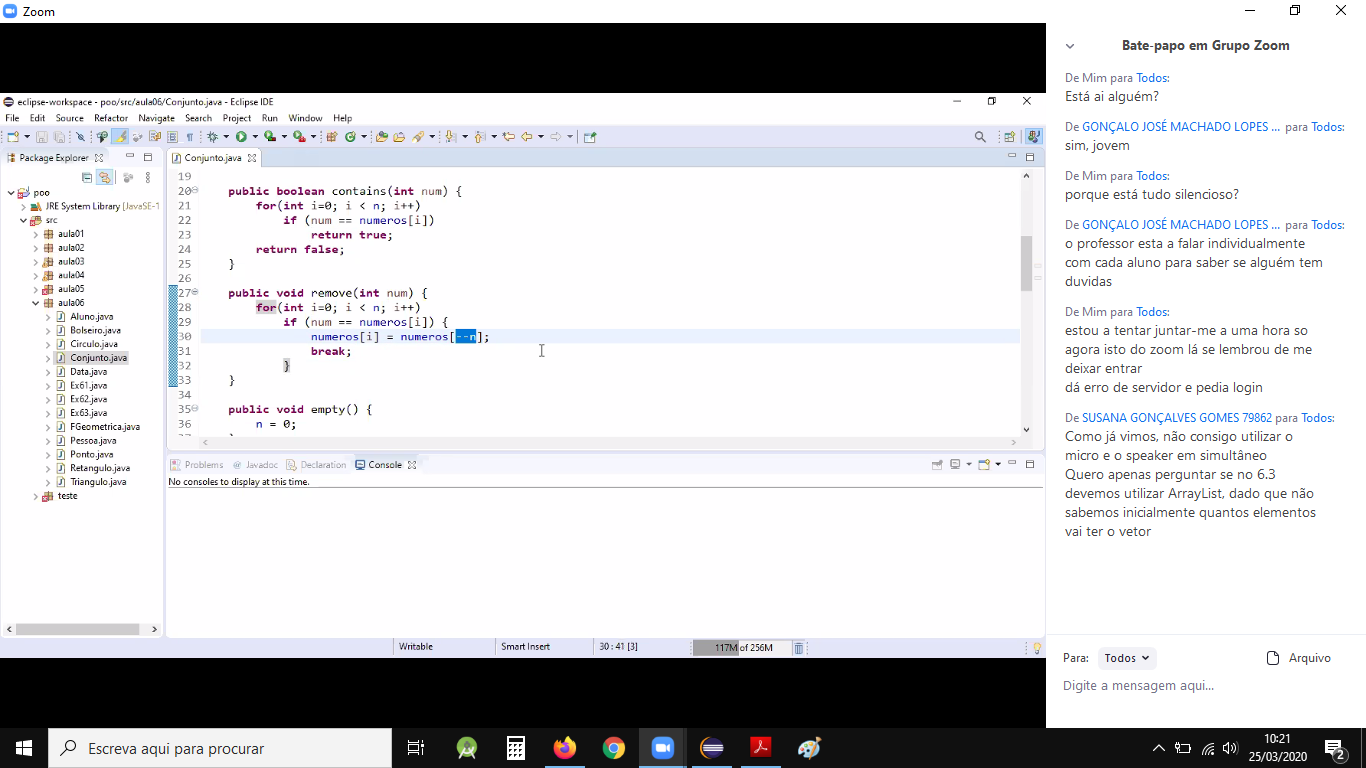 Zoom
eclipse-workspace - poo/src/aula06/Conjunto.java - Eclipse IDE
File Edit Source Refactor Navigate Search Project Run Window Help
Package Explorer
poo
JRE System Library [JavaSE-1
src
aula01
aula02
aula03
aula04
aula05
aula06
Aluno.java
Bolseiro.java
Circulo.java
Conjunto.java
Data.java
Ex61.java
Ex62.java
Ex63.java
FGeometrica.java
Pessoa.java
Ponto.java
Retangulo.java
Triangulo.java
teste
Conjunto.java
19
20 public boolean contains(int num) {
21 for(int i=0; i < n; i++)
22 if (num == numeros[i])
23 return true;
24 return false;
25 }
26
27 public void remove(int num) {
28 for(int i=0; i < n; i++)
29 if (num == numeros[i]) {
30 numeros[i] = numeros[--n];
31 break;
32 }
33 }
34
35 public void empty() {
36 n = 0;
Problems Javadoc Declaration Console
No consoles to display at this time.
Writable Smart Insert 30 : 41 [3] 117M of 256M
Bate-papo em Grupo Zoom
De Mim para Todos:
Está ai alguém?
De GONÇALO JOSÉ MACHADO LOPES ... para Todos:
sim, jovem
De Mim para Todos:
porque está tudo silencioso?
De GONÇALO JOSÉ MACHADO LOPES ... para Todos:
o professor esta a falar individualmente
com cada aluno para saber se alguém tem
duvidas
De Mim para Todos:
estou a tentar juntar-me a uma hora so
agora isto do zoom lá se lembrou de me
deixar entrar
dá erro de servidor e pedia login
De SUSANA GONÇALVES GOMES 79862 para Todos:
Como já vimos, não consigo utilizar o
micro e o speaker em simultâneo
Quero apenas perguntar se no 6.3
devemos utilizar ArrayList, dado que não
sabemos inicialmente quantos elementos
vai ter o vetor
Para: Todos Arquivo
Digite a mensagem aqui...
Escreva aqui para procurar
10:21
25/03/2020
2